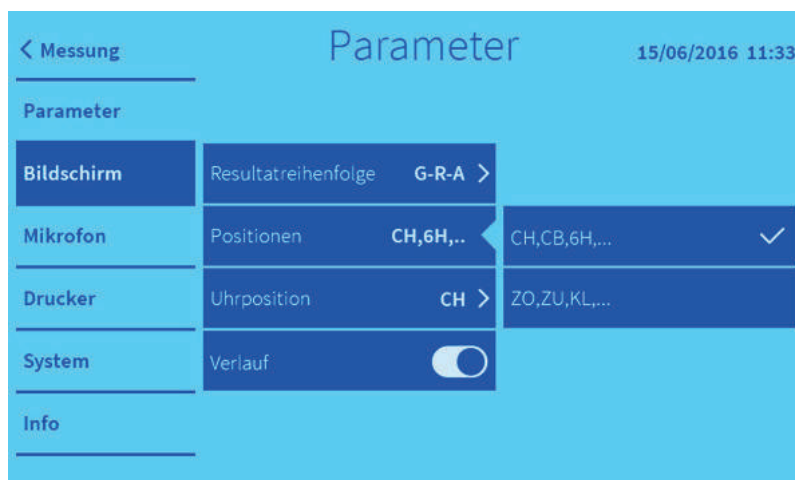 < Messung
Parameter
15/06/2016 11:33
Parameter
Bildschirm
Resultatreihenfolge G-R-A >
Mikrofon
Positionen CH,6H,..
CH,CB,6H,...
Drucker
Uhrposition CH >
ZO,ZU,KL,...
System
Verlauf
Info